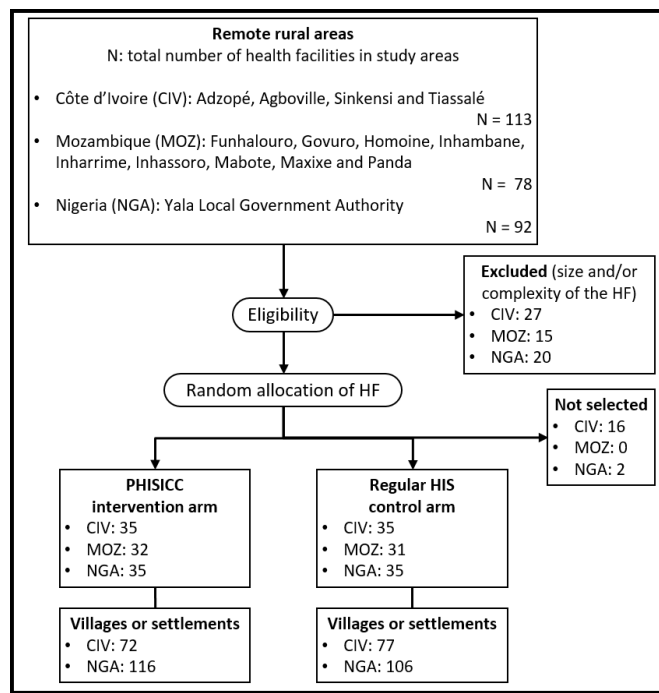 Remote rural areas
N: total number of health facilities in study areas
• Côte d’Ivoire (CIV): Adzopé, Agboville, Sinkensi and Tiassalé
N = 113
• Mozambique (MOZ): Funhalouro, Govuro, Homoine, Inhambane,
Inharrime, Inhassoro, Mabote, Maxixe and Panda
N = 78
• Nigeria (NGA): Yala Local Government Authority
N = 92
Excluded (size and/or
complexity of the HF)
• CIV: 27
• MOZ: 15
• NGA: 20
Eligibility
Random allocation of HF
Not selected
• CIV: 16
• MOZ: 0
• NGA: 2
PHISICC
intervention arm
• CIV: 35
• MOZ: 32
• NGA: 35
Regular HIS
control arm
• CIV: 35
• MOZ: 31
• NGA: 35
Villages or settlements
• CIV: 72
• NGA: 116
Villages or settlements
• CIV: 77
• NGA: 106